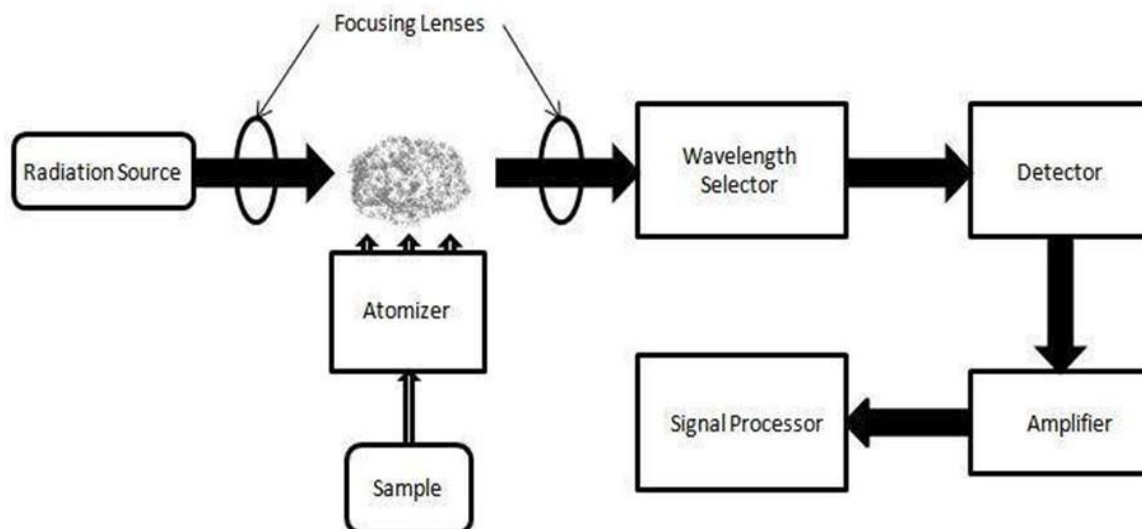 Focusing Lenses
Radiation Source
Wavelength
Selector
Detector
Atomizer
Signal Processor
Amplifier
Sample